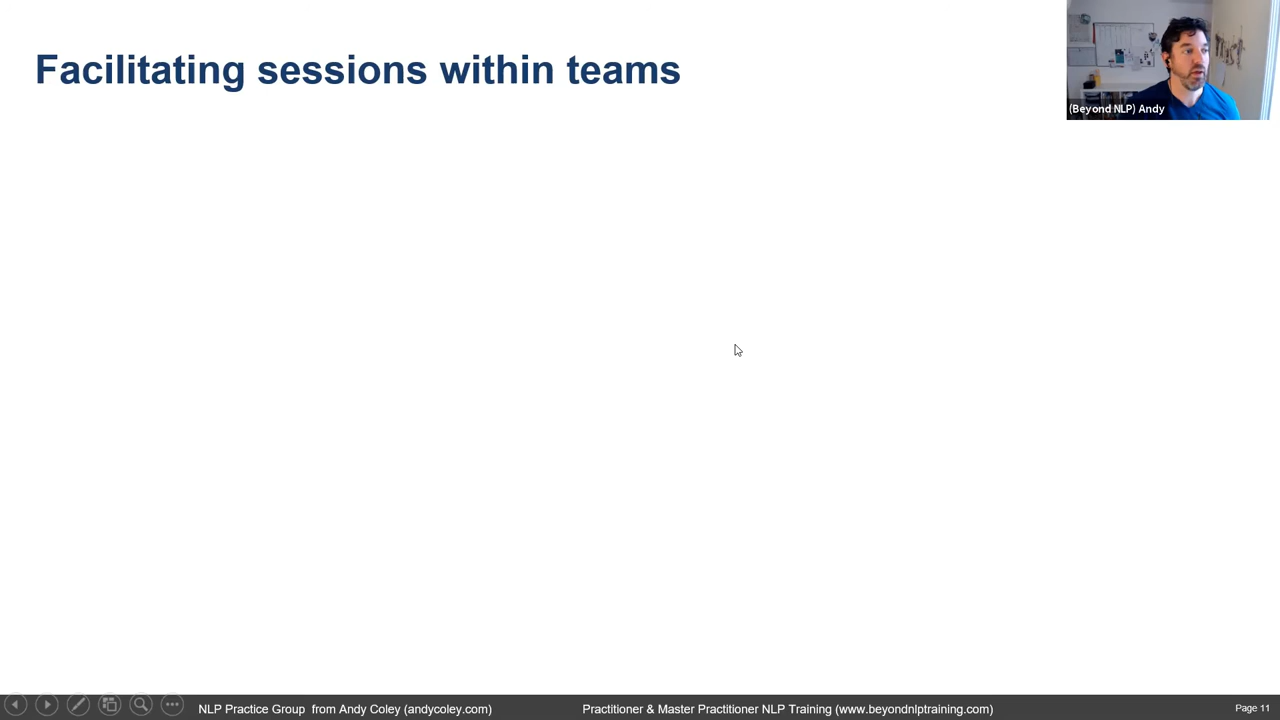 Facilitating sessions within teams
(Beyond NLP) Andy
NLP Practice Group  from Andy Coley (andycoley.com)
Practitioner & Master Practitioner NLP Training (www.beyondnlptraining.com)
Page 11